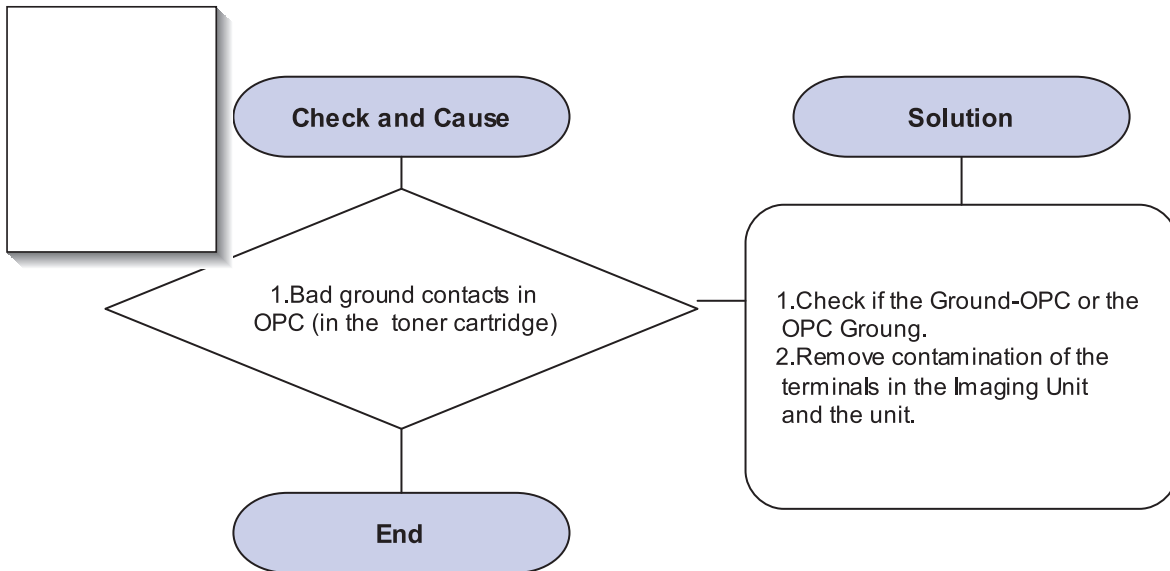 Check and Cause
1.Bad ground contacts in
OPC (in the toner cartridge)
End
Solution
1.Check if the Ground-OPC or the
OPC Groung.
2.Remove contamination of the
terminals in the Imaging Unit
and the unit.